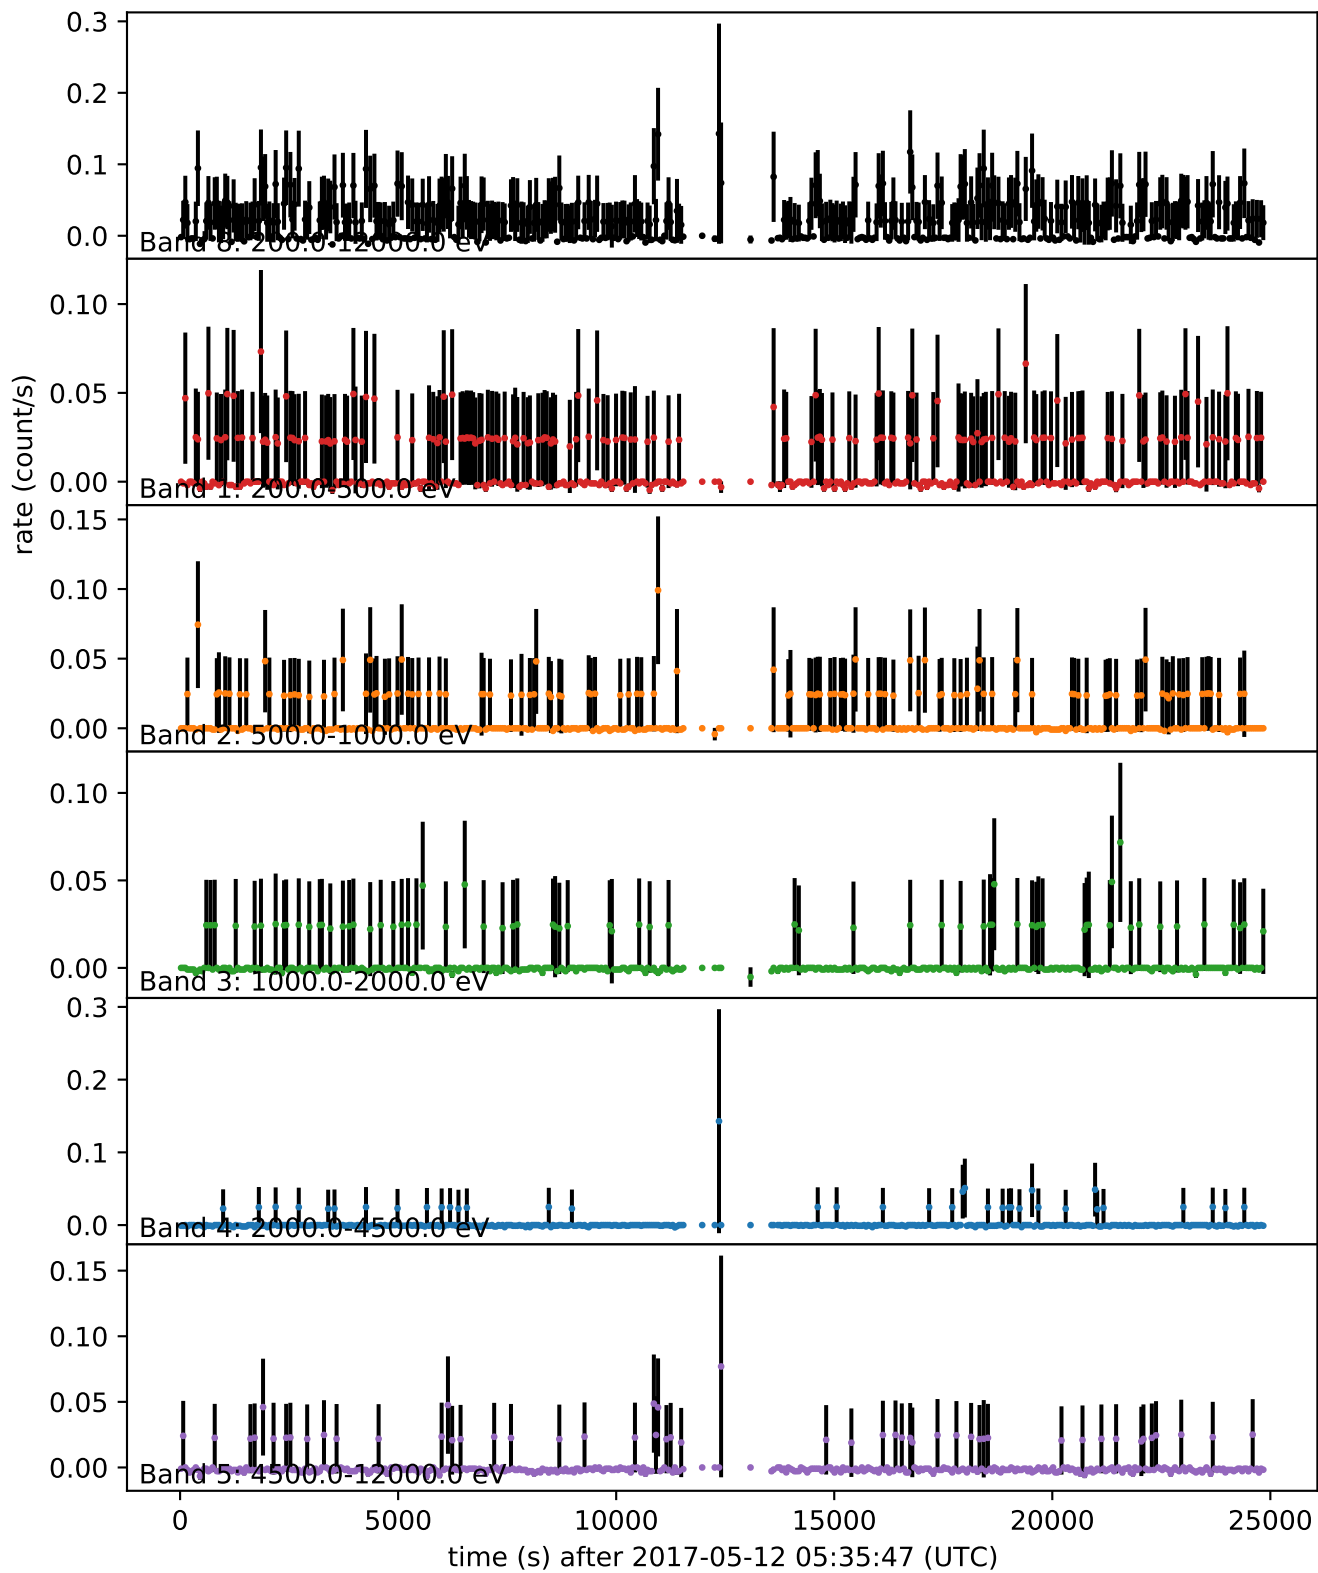 0.3
0.2
0.1
0.0
Band 8: 200.0-12000.0 eV
0.10
0.05
0.00
Band 1: 200.0-500.0 eV
rate (count/s)
0.15
0.10
0.05
0.00
Band 2: 500.0-1000.0 eV
0.10
0.05
0.00
Band 3: 1000.0-2000.0 eV
0.3
0.2
0.1
0.0
Band 4: 2000.0-4500.0 eV
0.15
0.10
0.05
0.00
Band 5: 4500.0-12000.0 eV
0 5000 10000 15000 20000 25000
time (s) after 2017-05-12 05:35:47 (UTC)